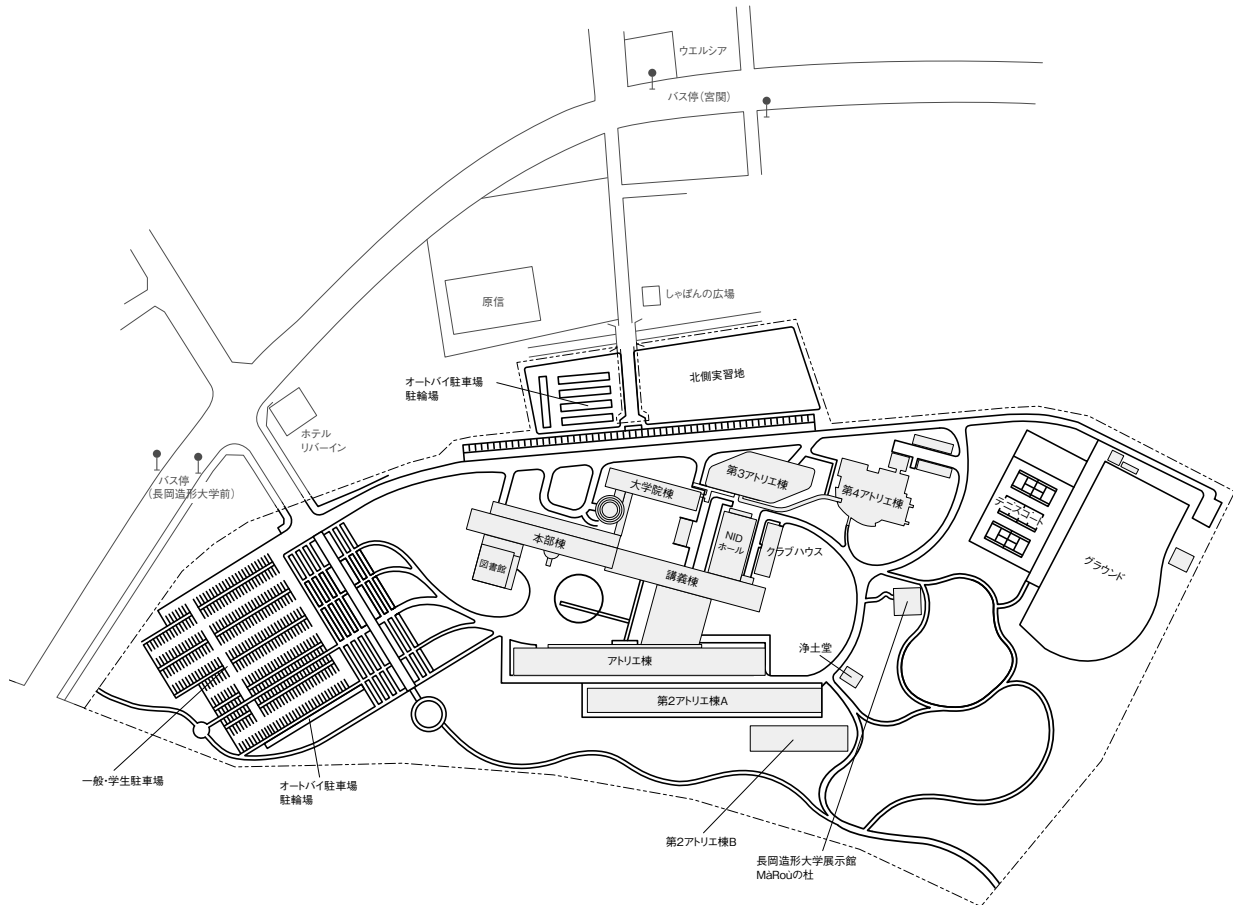 ウエルシア
バス停（宮関）
原信
しゃぼんの広場
オートバイ駐車場
駐輪場
北側実習地
ホテル
リバーイン
バス停
（長岡造形大学前）
大学院棟
第3アトリエ棟
第4アトリエ棟
テニスコート
グラウンド
本部棟
NID
ホール
クラブハウス
図書館
講義棟
浄土堂
アトリエ棟
第2アトリエ棟A
一般・学生駐車場
オートバイ駐車場
駐輪場
第2アトリエ棟B
長岡造形大学展示館
MàRoùの杜